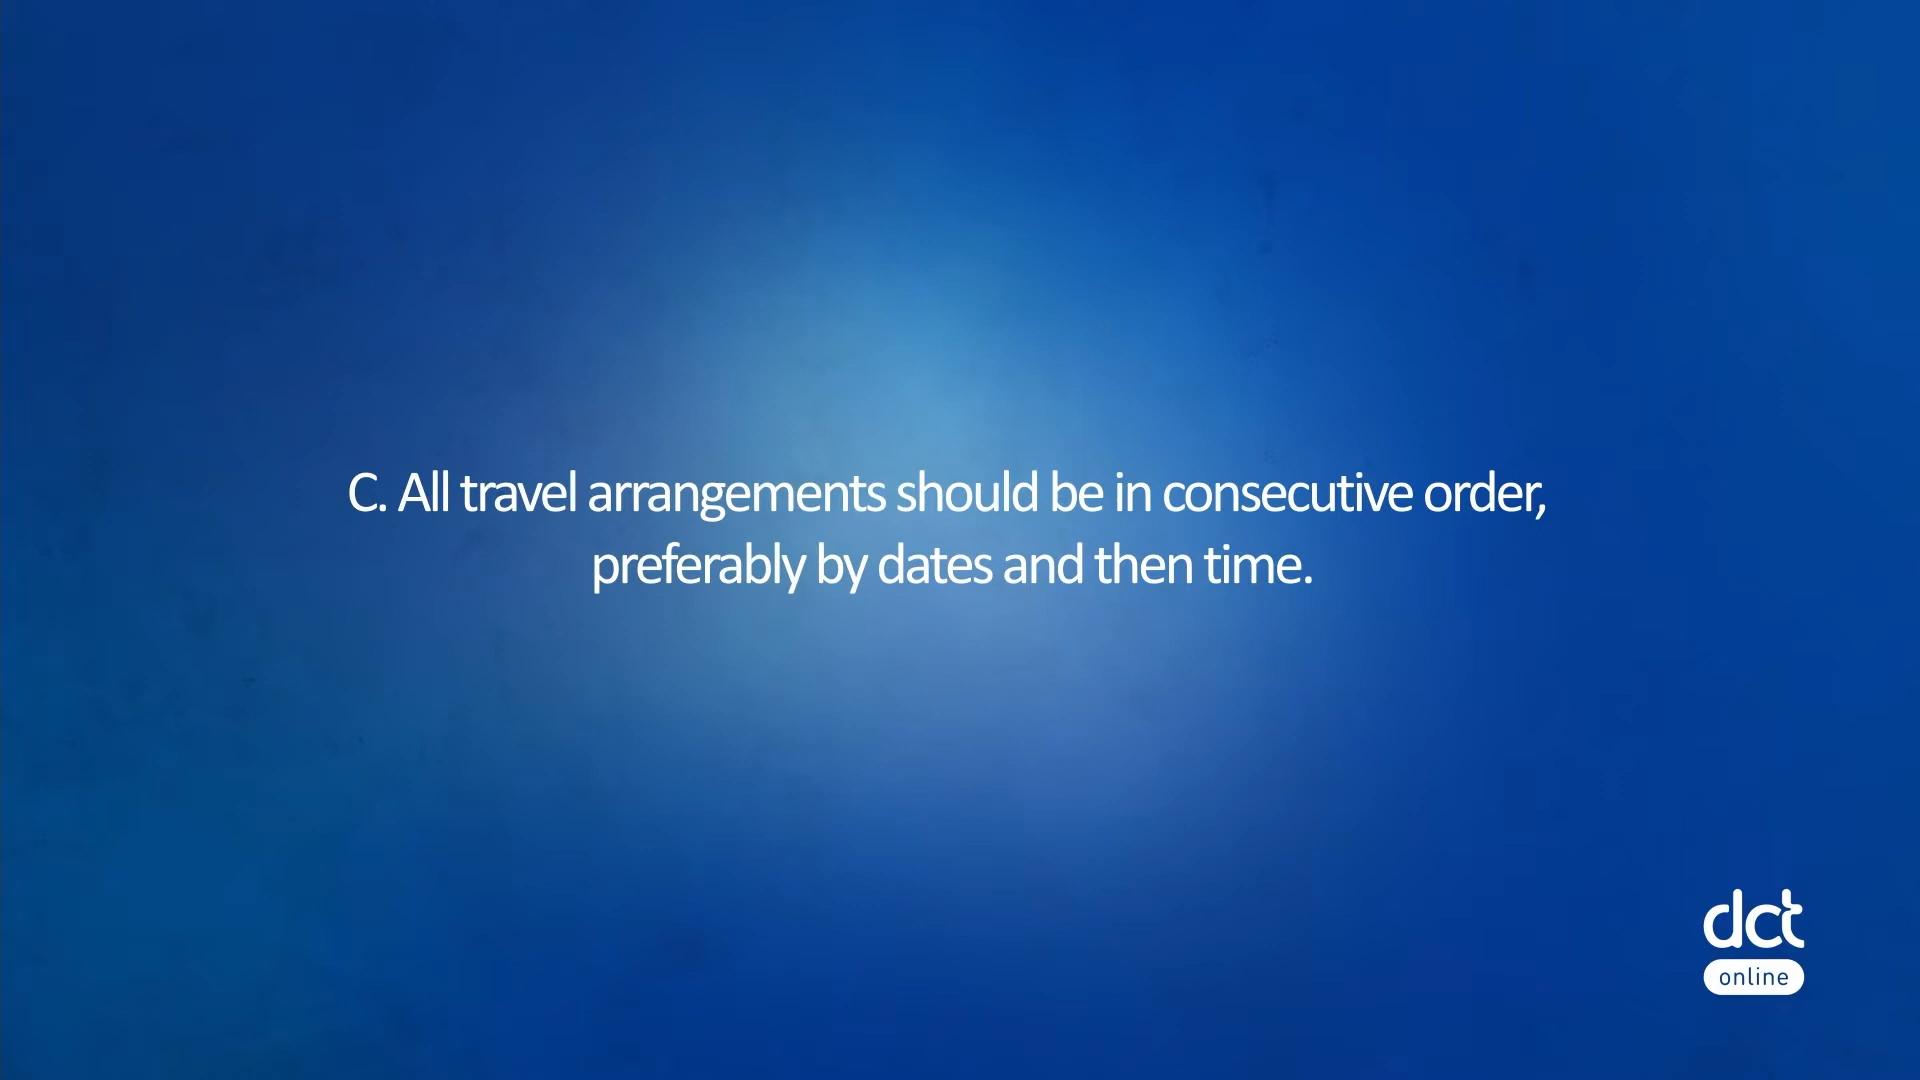 C. All travel arrangements should be in consecutive order,
preferably by dates and then time.
dct
online